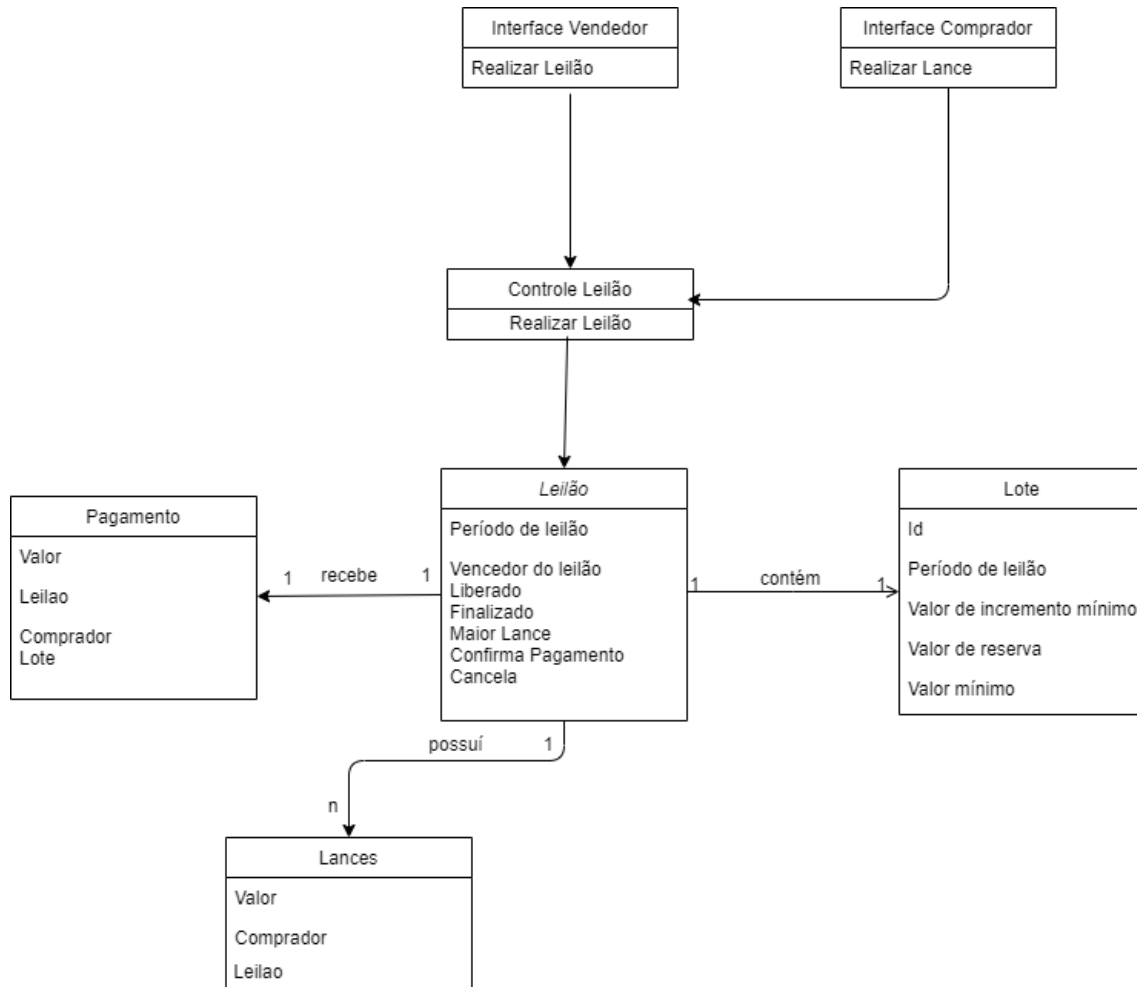 Interface Vendedor
Realizar Leilão
Interface Comprador
Realizar Lance
Controle Leilão
Realizar Leilão
Leilão
Período de leilão
Vencedor do leilão
Liberado
Finalizado
Maior Lance
Confirma Pagamento
Cancela
Pagamento
Valor
Leilao
Comprador
Lote
1
recebe
1
1
contém
1
Lote
Id
Período de leilão
Valor de incremento mínimo
Valor de reserva
Valor mínimo
possuí
1
n
Lances
Valor
Comprador
Leilao